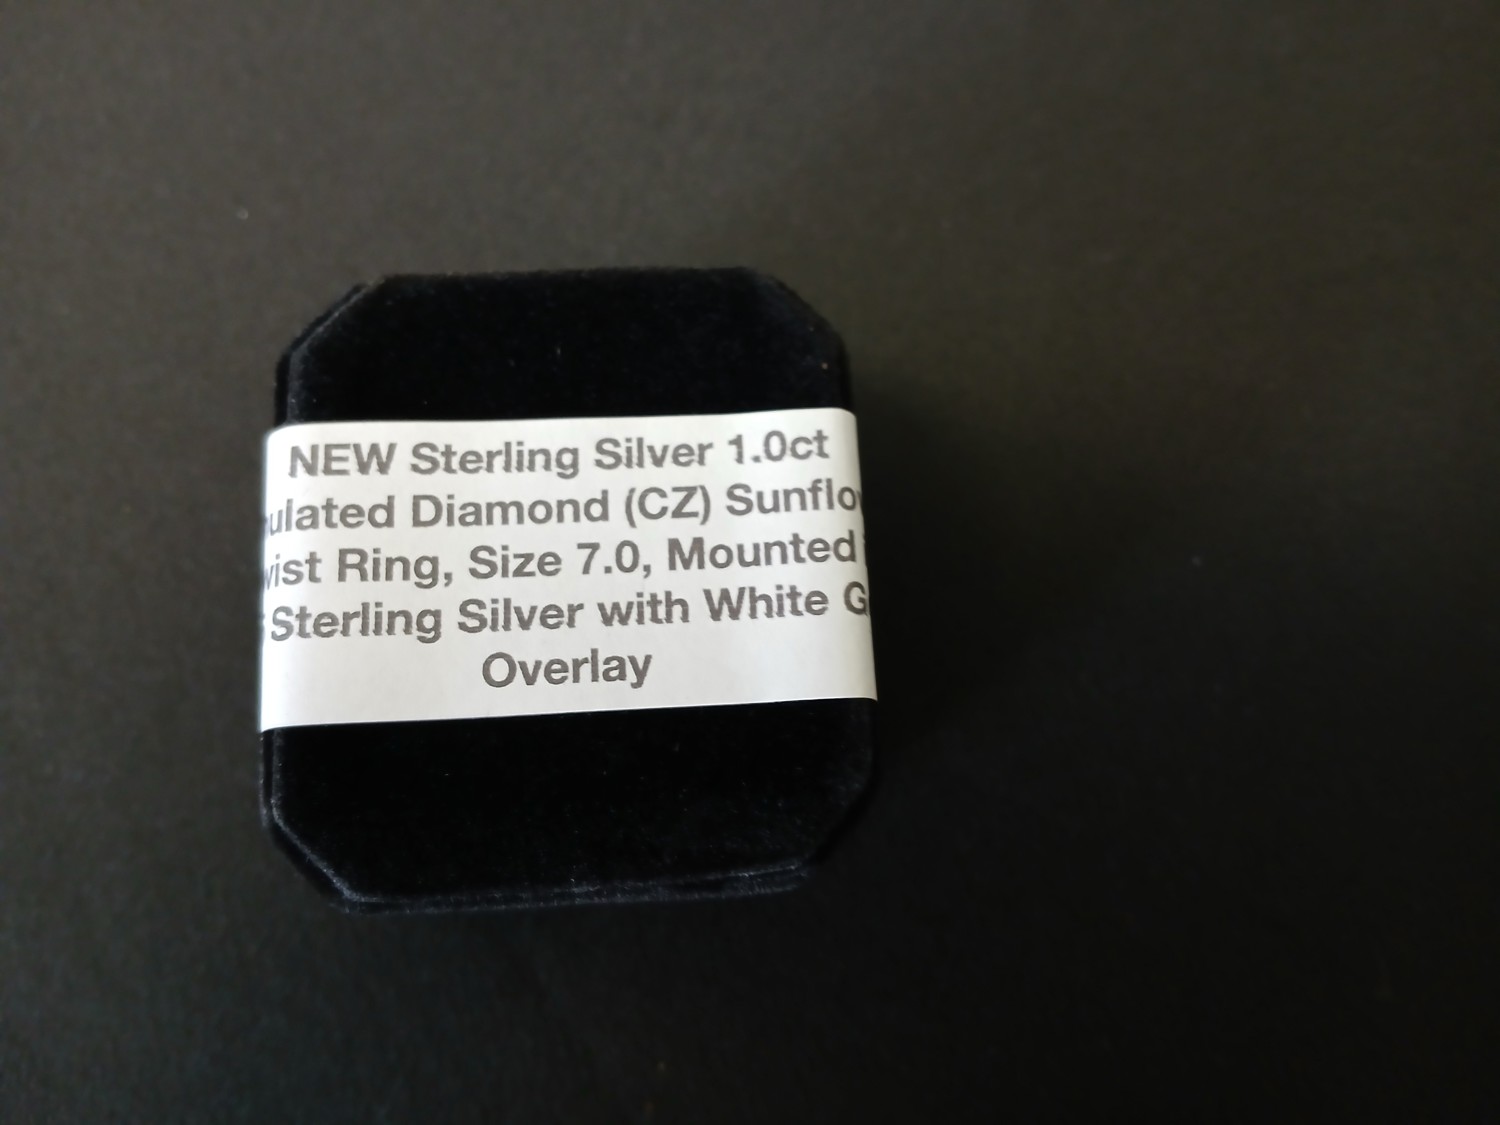 NEW Sterling Silver 1.0ct
ulated Diamond (CZ) Sunflo
ist Ring, Size 7.0, Mounted
Sterling Silver with White G
Overlay